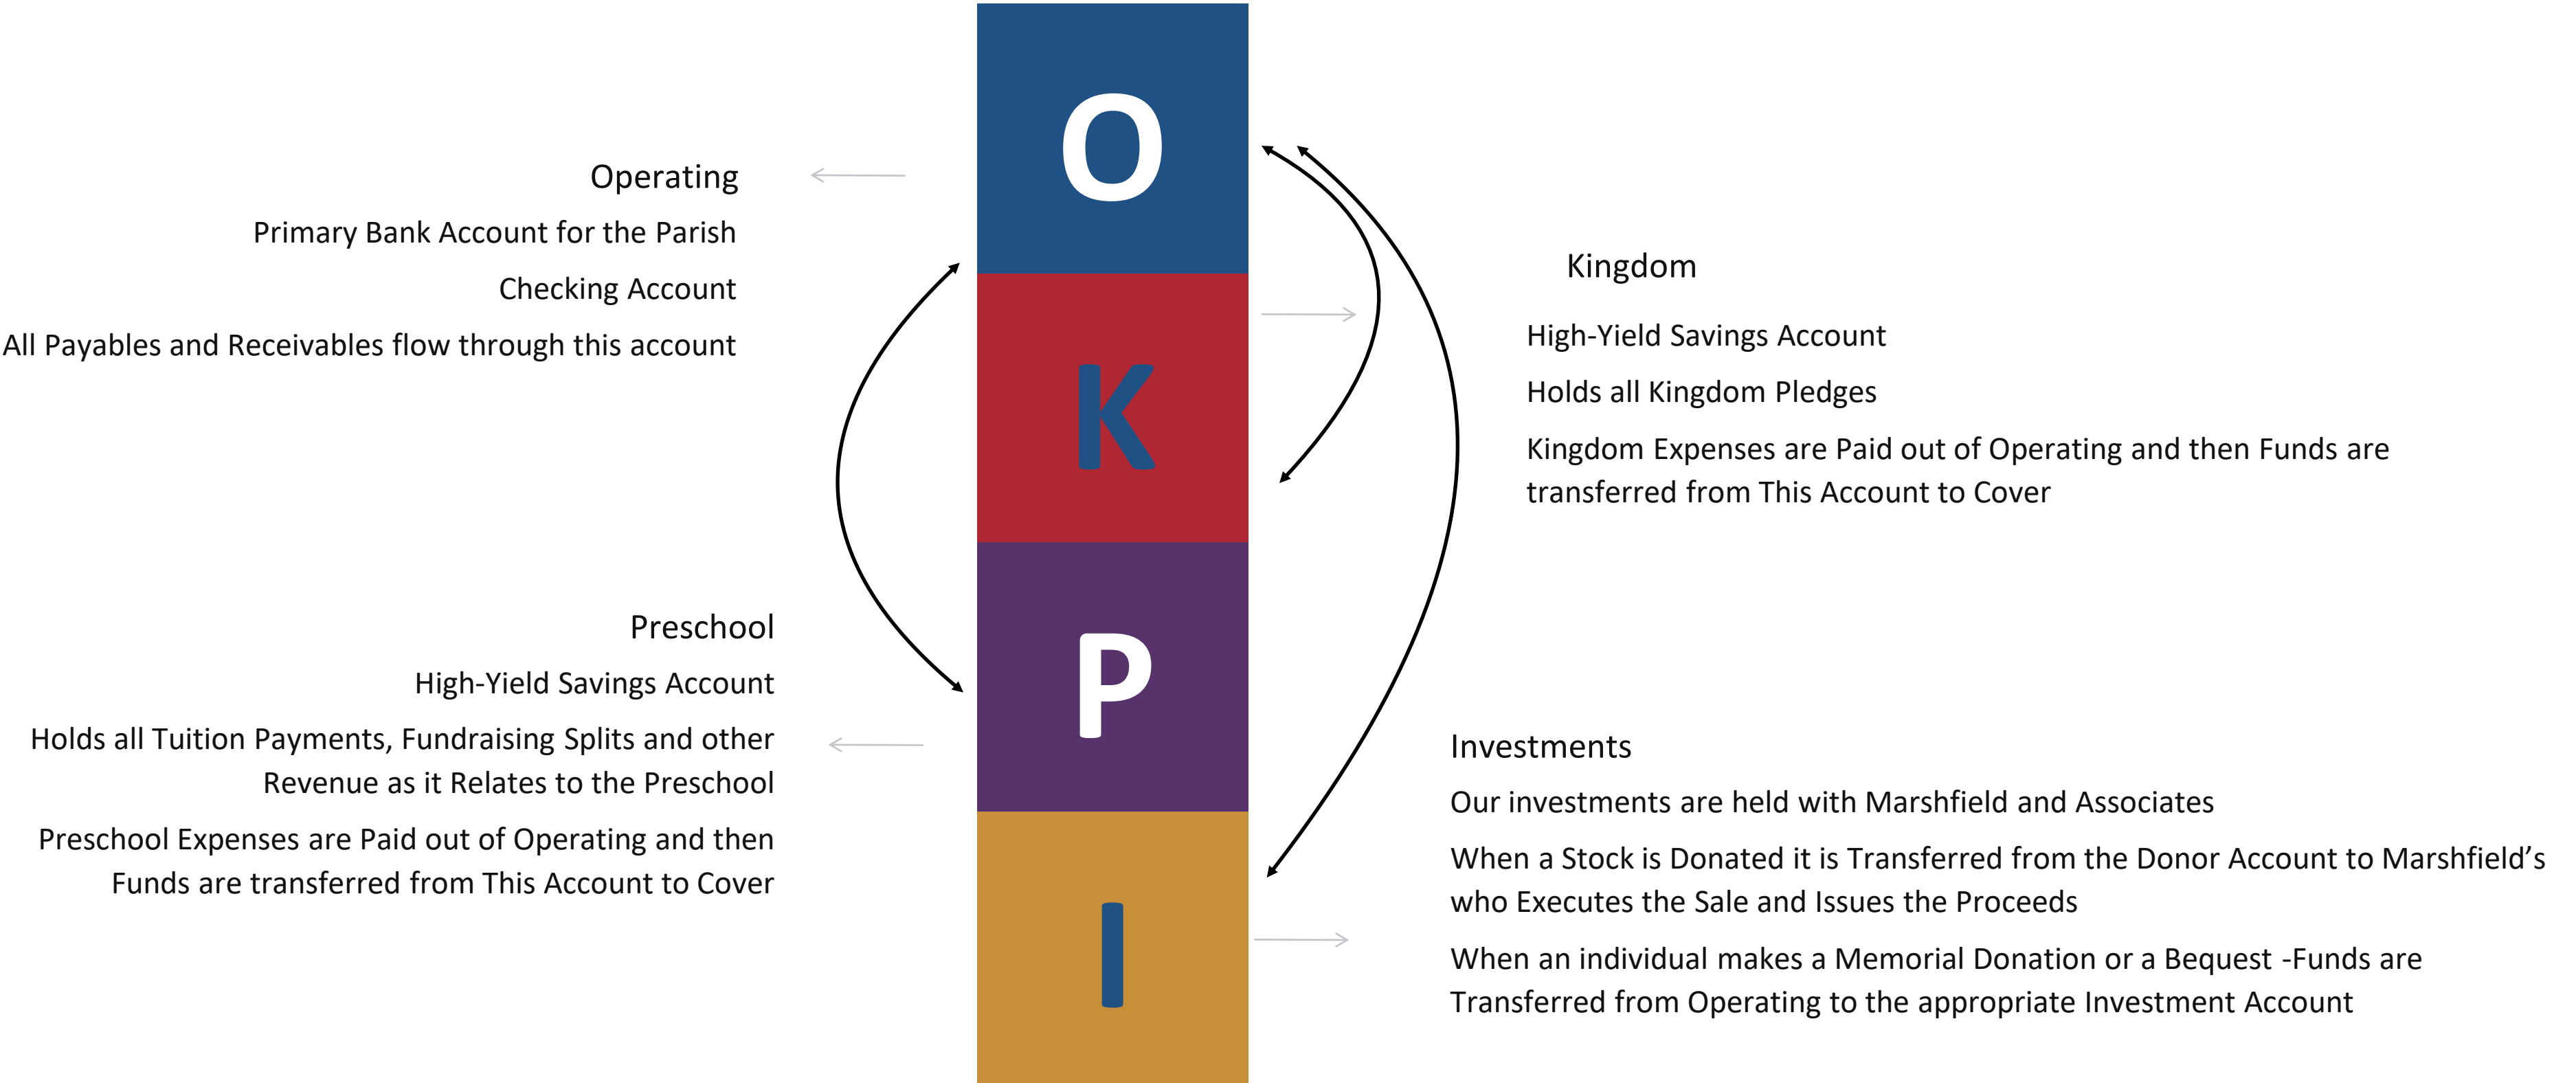 O
Operating
Primary Bank Account for the Parish
Checking Account
All Payables and Receivables flow through this account
K
Kingdom
High-Yield Savings Account
Holds all Kingdom Pledges
Kingdom Expenses are Paid out of Operating and then Funds are
transferred from This Account to Cover
P
Preschool
High-Yield Savings Account
Holds all Tuition Payments, Fundraising Splits and other
Revenue as it Relates to the Preschool
Preschool Expenses are Paid out of Operating and then
Funds are transferred from This Account to Cover
I
Investments
Our investments are held with Marshfield and Associates
When a Stock is Donated it is Transferred from the Donor Account to Marshfield’s
who Executes the Sale and Issues the Proceeds
When an individual makes a Memorial Donation or a Bequest -Funds are
Transferred from Operating to the appropriate Investment Account